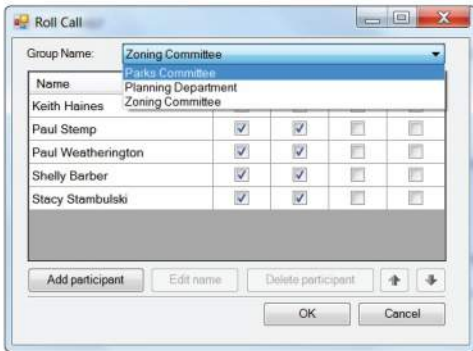 Roll Call
Group Name: Zoning Committee
Parks Committee
Name
Planning Department
Zoning Committee
Keith Haines
Paul Stemp
Paul Weatherington
Shelly Barber
Stacy Stambulski
Add participant Edit name Delete participant
OK Cancel